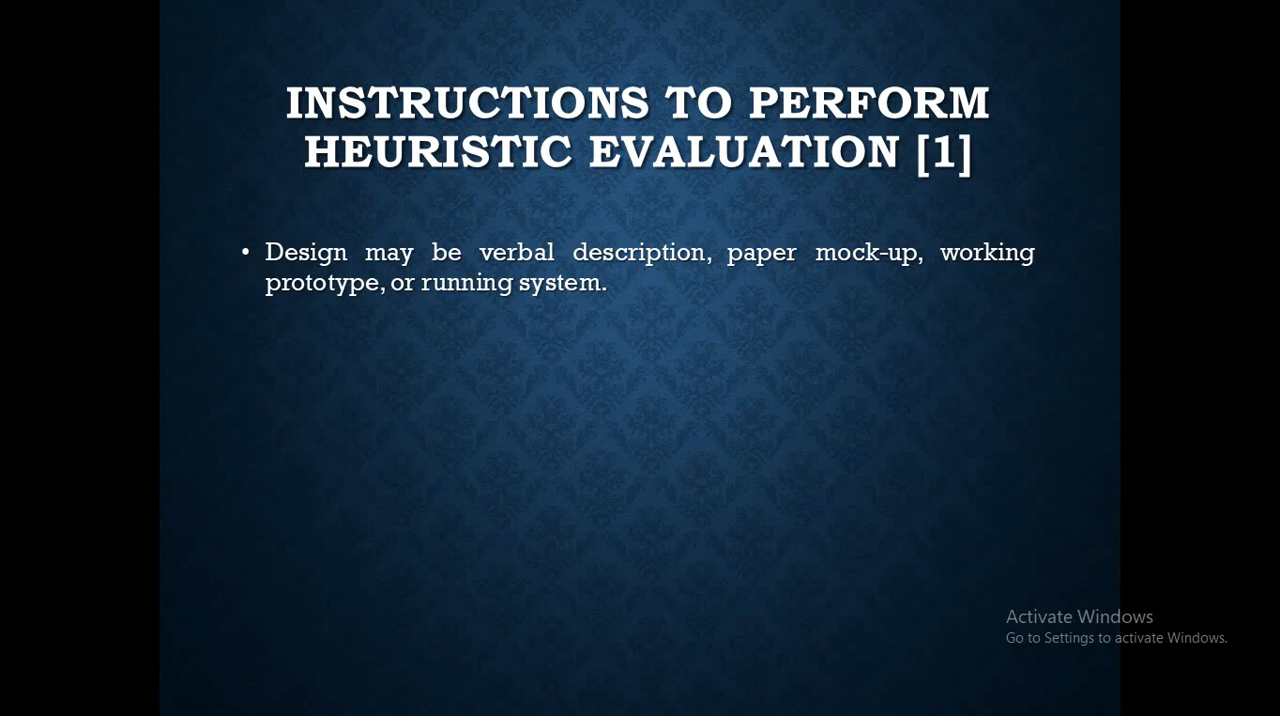 INSTRUCTIONS TO PERFORM
HEURISTIC EVALUATION [1]
• Design may be verbal description, paper mock-up, working
prototype, or running system.
Activate Windows
Go to Settings to activate Windows.